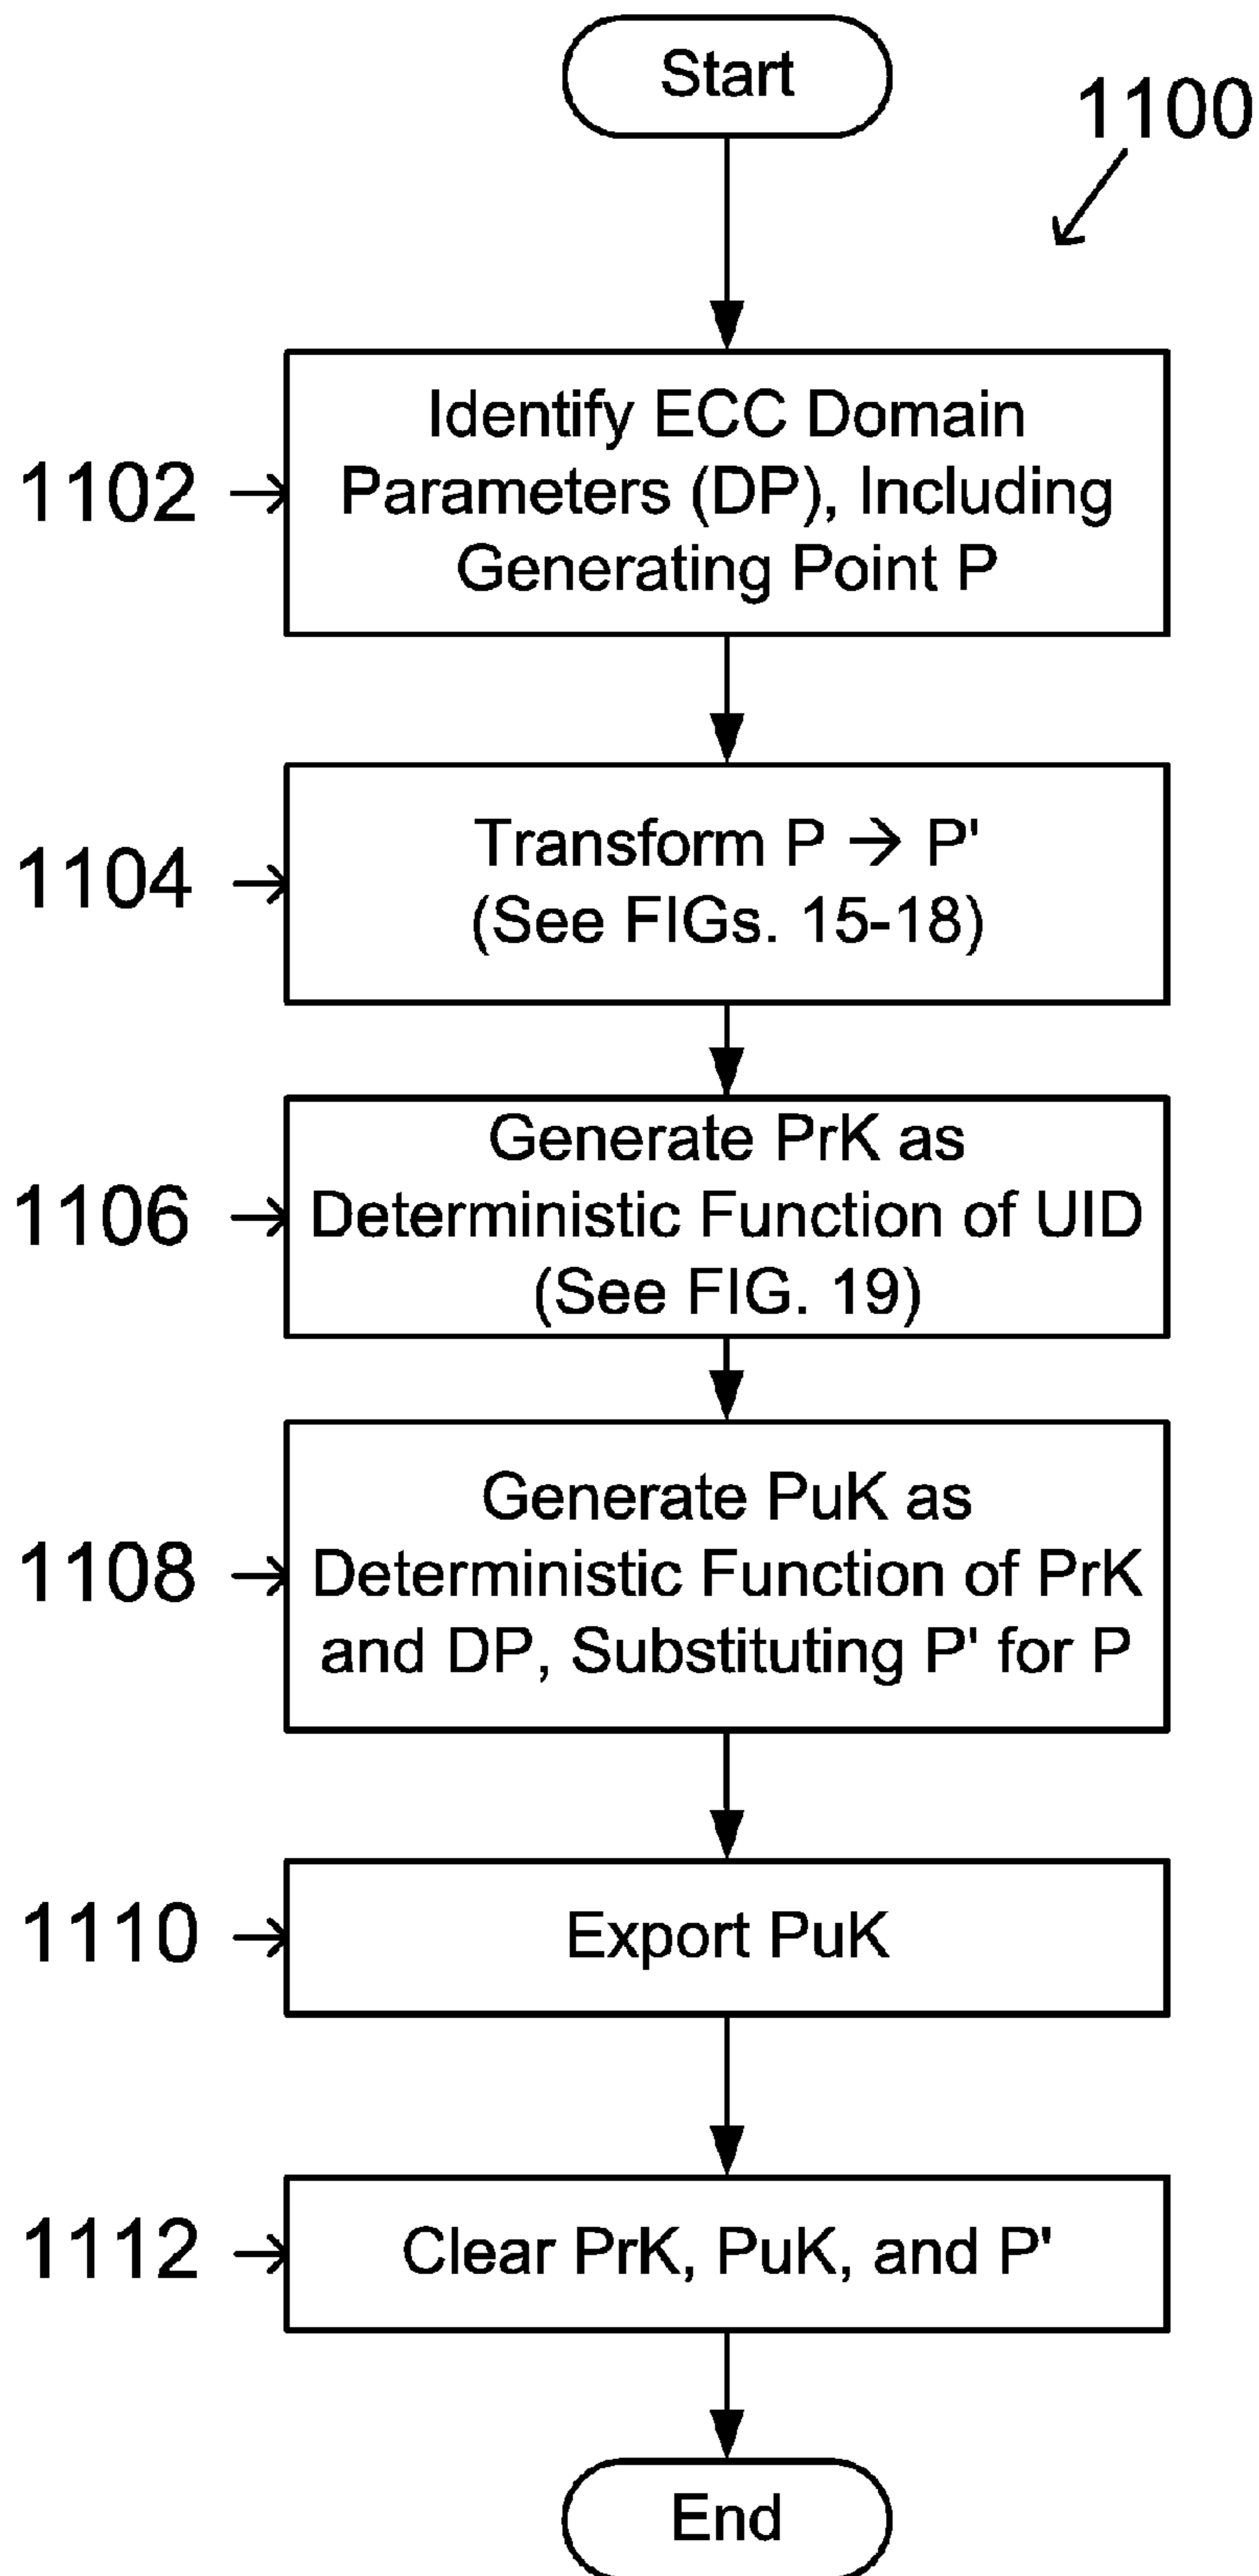 Start
1100
1102
Identify ECC Domain
Parameters (DP), Including
Generating Point P
1104
Transform P → P'
(See FIGs. 15-18)
1106
Generate PrK as
Deterministic Function of UID
(See FIG. 19)
1108
Generate PuK as
Deterministic Function of PrK
and DP, Substituting P' for P
1110
Export PuK
1112
Clear PrK, PuK, and P'
End